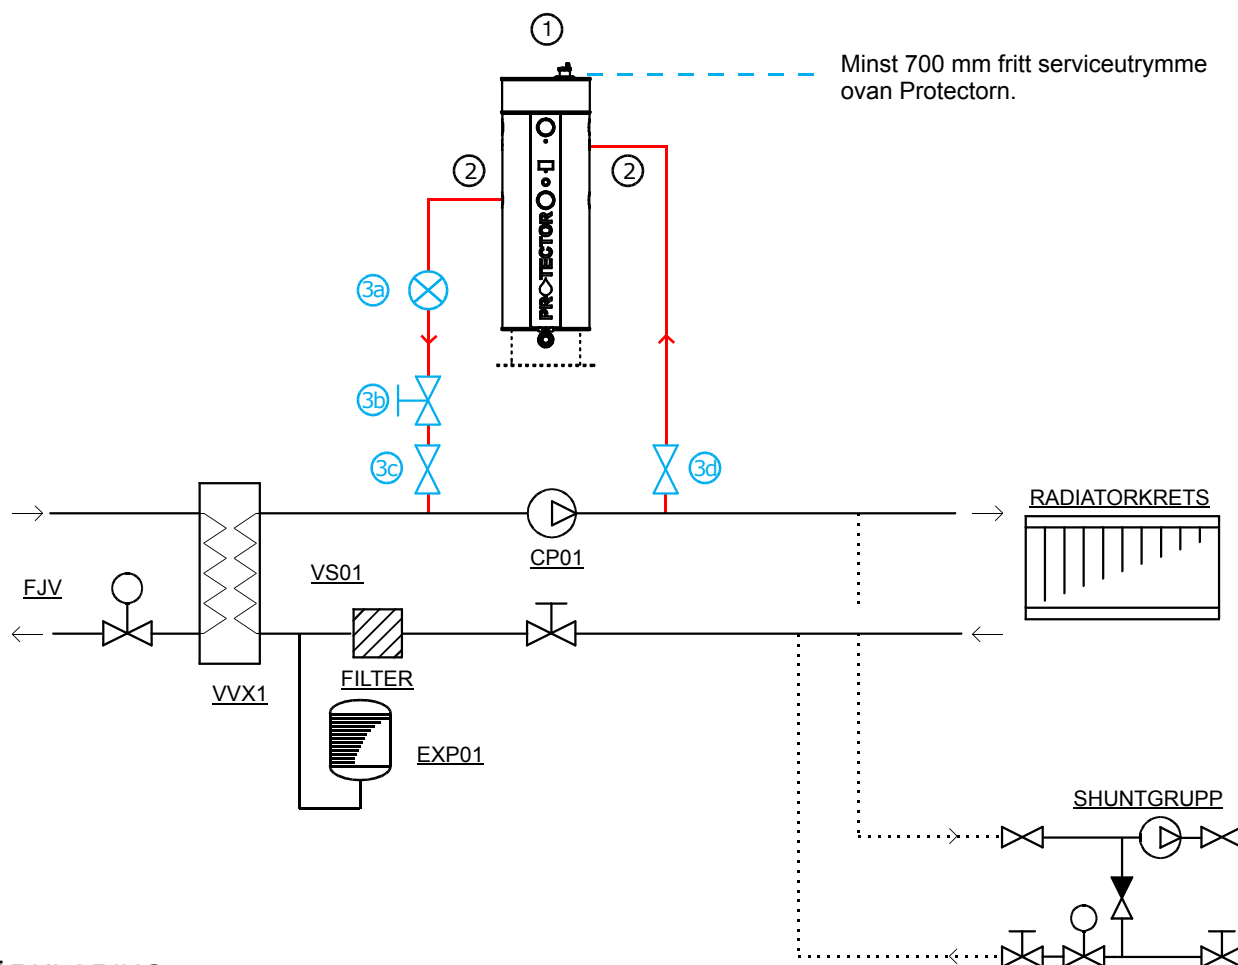 1
Minst 700 mm fritt serviceutrymme
ovan Protectorn.
2
2
PROTECTOR
3a
3b
3c
3d
RADIATORKRETS
CP01
VS01
FJV
FILTER
VVX1
EXP01
SHUNTGRUPP